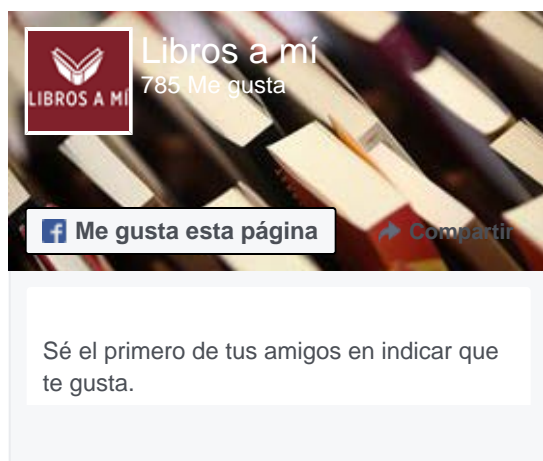 Libros a mí
785 Me gusta
LIBROS A MÍ
Me gusta esta página
Compartir
Sé el primero de tus amigos en indicar que
te gusta.